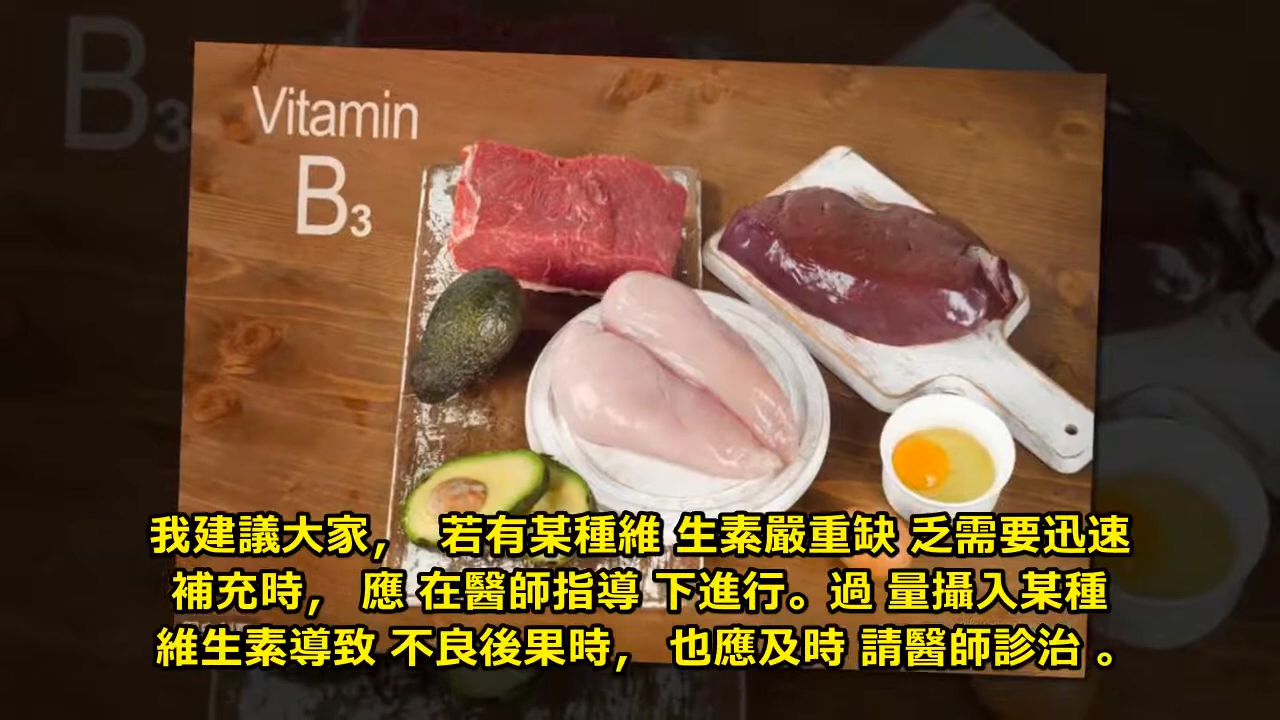 Vitamin
B3
我建議大家， 若有某種維 生素嚴重缺 乏需要迅速
補充時， 應 在醫師指導 下進行。過 量攝入某種
維生素導致 不良後果時， 也應及時 請醫師診治 。